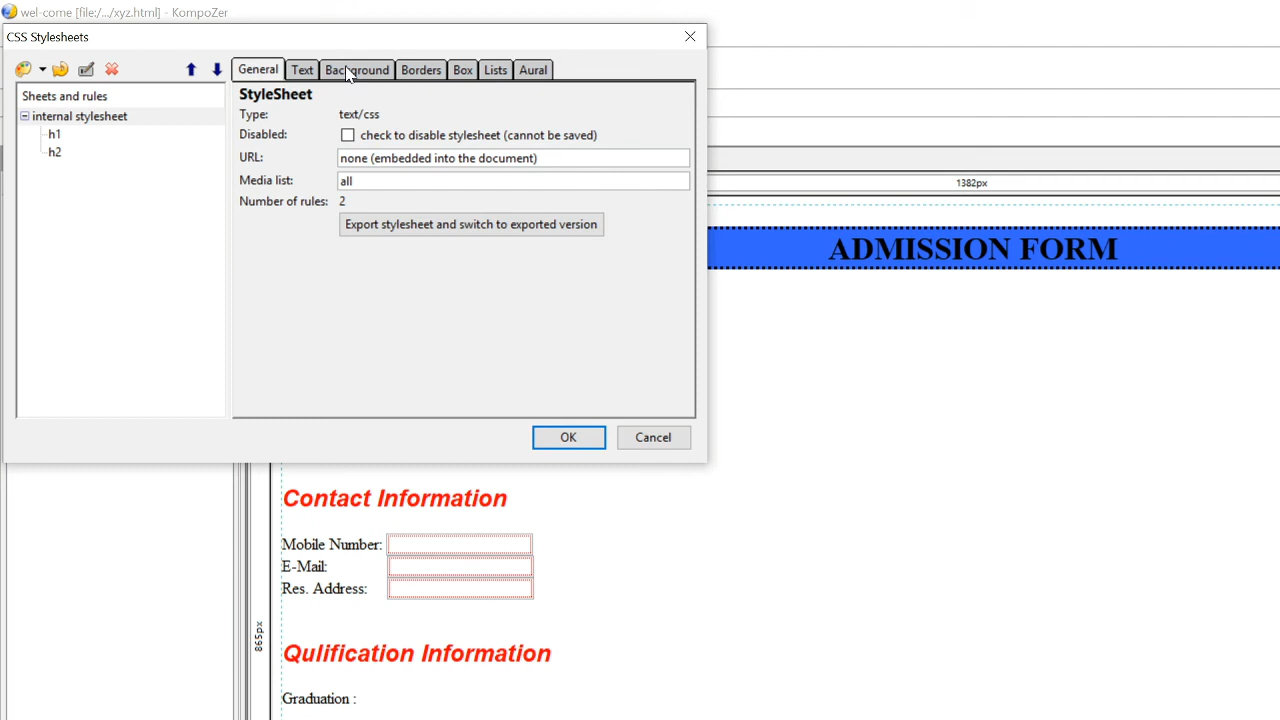 wel-come [file:/.../xyz.html] - KompoZer
CSS Stylesheets
General Text Background Borders Box Lists Aural
Sheets and rules
internal stylesheet
h1
h2
StyleSheet
Type: text/css
Disabled: check to disable stylesheet (cannot be saved)
URL: none (embedded into the document)
Media list: all
Number of rules: 2
Export stylesheet and switch to exported version
OK Cancel
1382px
ADMISSION FORM
Contact Information
Mobile Number:
E-Mail:
Res. Address:
865px
Qulification Information
Graduation :